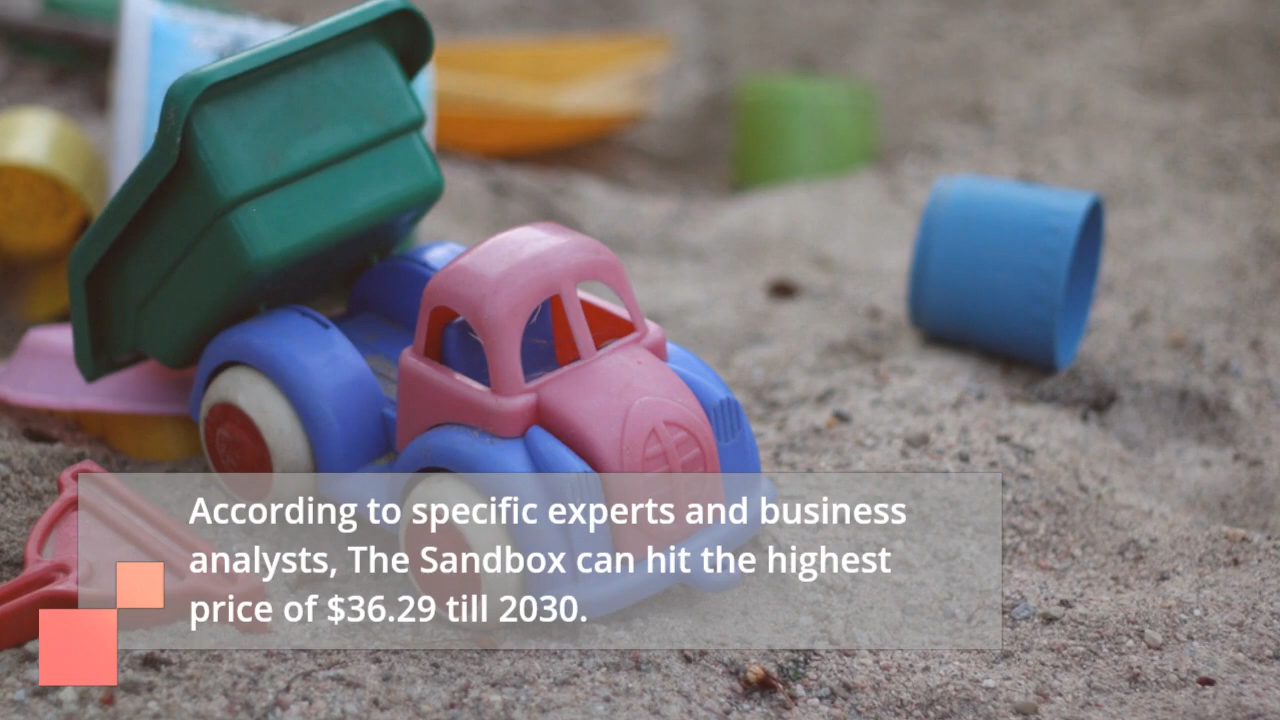 According to specific experts and business
analysts, The Sandbox can hit the highest
price of $36.29 till 2030.